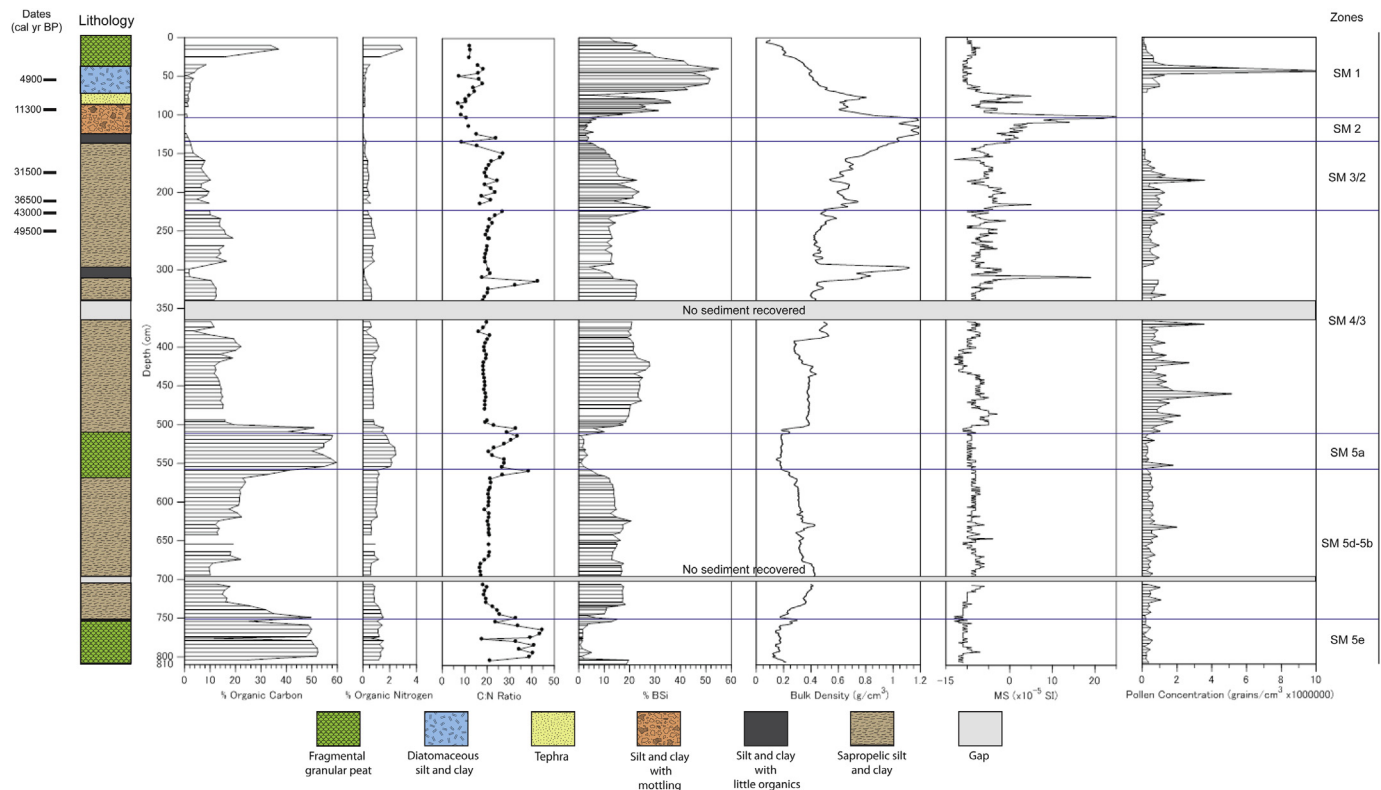 Dates
(cal yr BP)
Lithology
Zones
4900
11300
31500
36500
43000
49500
0
50
100
150
200
250
300
350
400
450
500
550
600
650
700
750
800
810
Depth (cm)
No sediment recovered
No sediment recovered
SM 1
SM 2
SM 3/2
SM 4/3
SM 5a
SM 5d-5b
SM 5e
0 10 20 30 40 50 60
% Organic Carbon
0 2 4
% Organic Nitrogen
0 10 20 30 40 50
C:N Ratio
0 10 20 30 40 50 60
% BSi
0 0.2 0.4 0.6 0.8 1.0 1.2
Bulk Density (g/cm³)
-15 0 10 20
MS (x10⁻⁵ SI)
0 2 4 6 8 10
Pollen Concentration (grains/cm³ x1000000)
Fragmental
granular peat
Diatomaceous
silt and clay
Tephra
Silt and clay
with
mottling
Silt and clay
with
little organics
Sapropelic silt
and clay
Gap